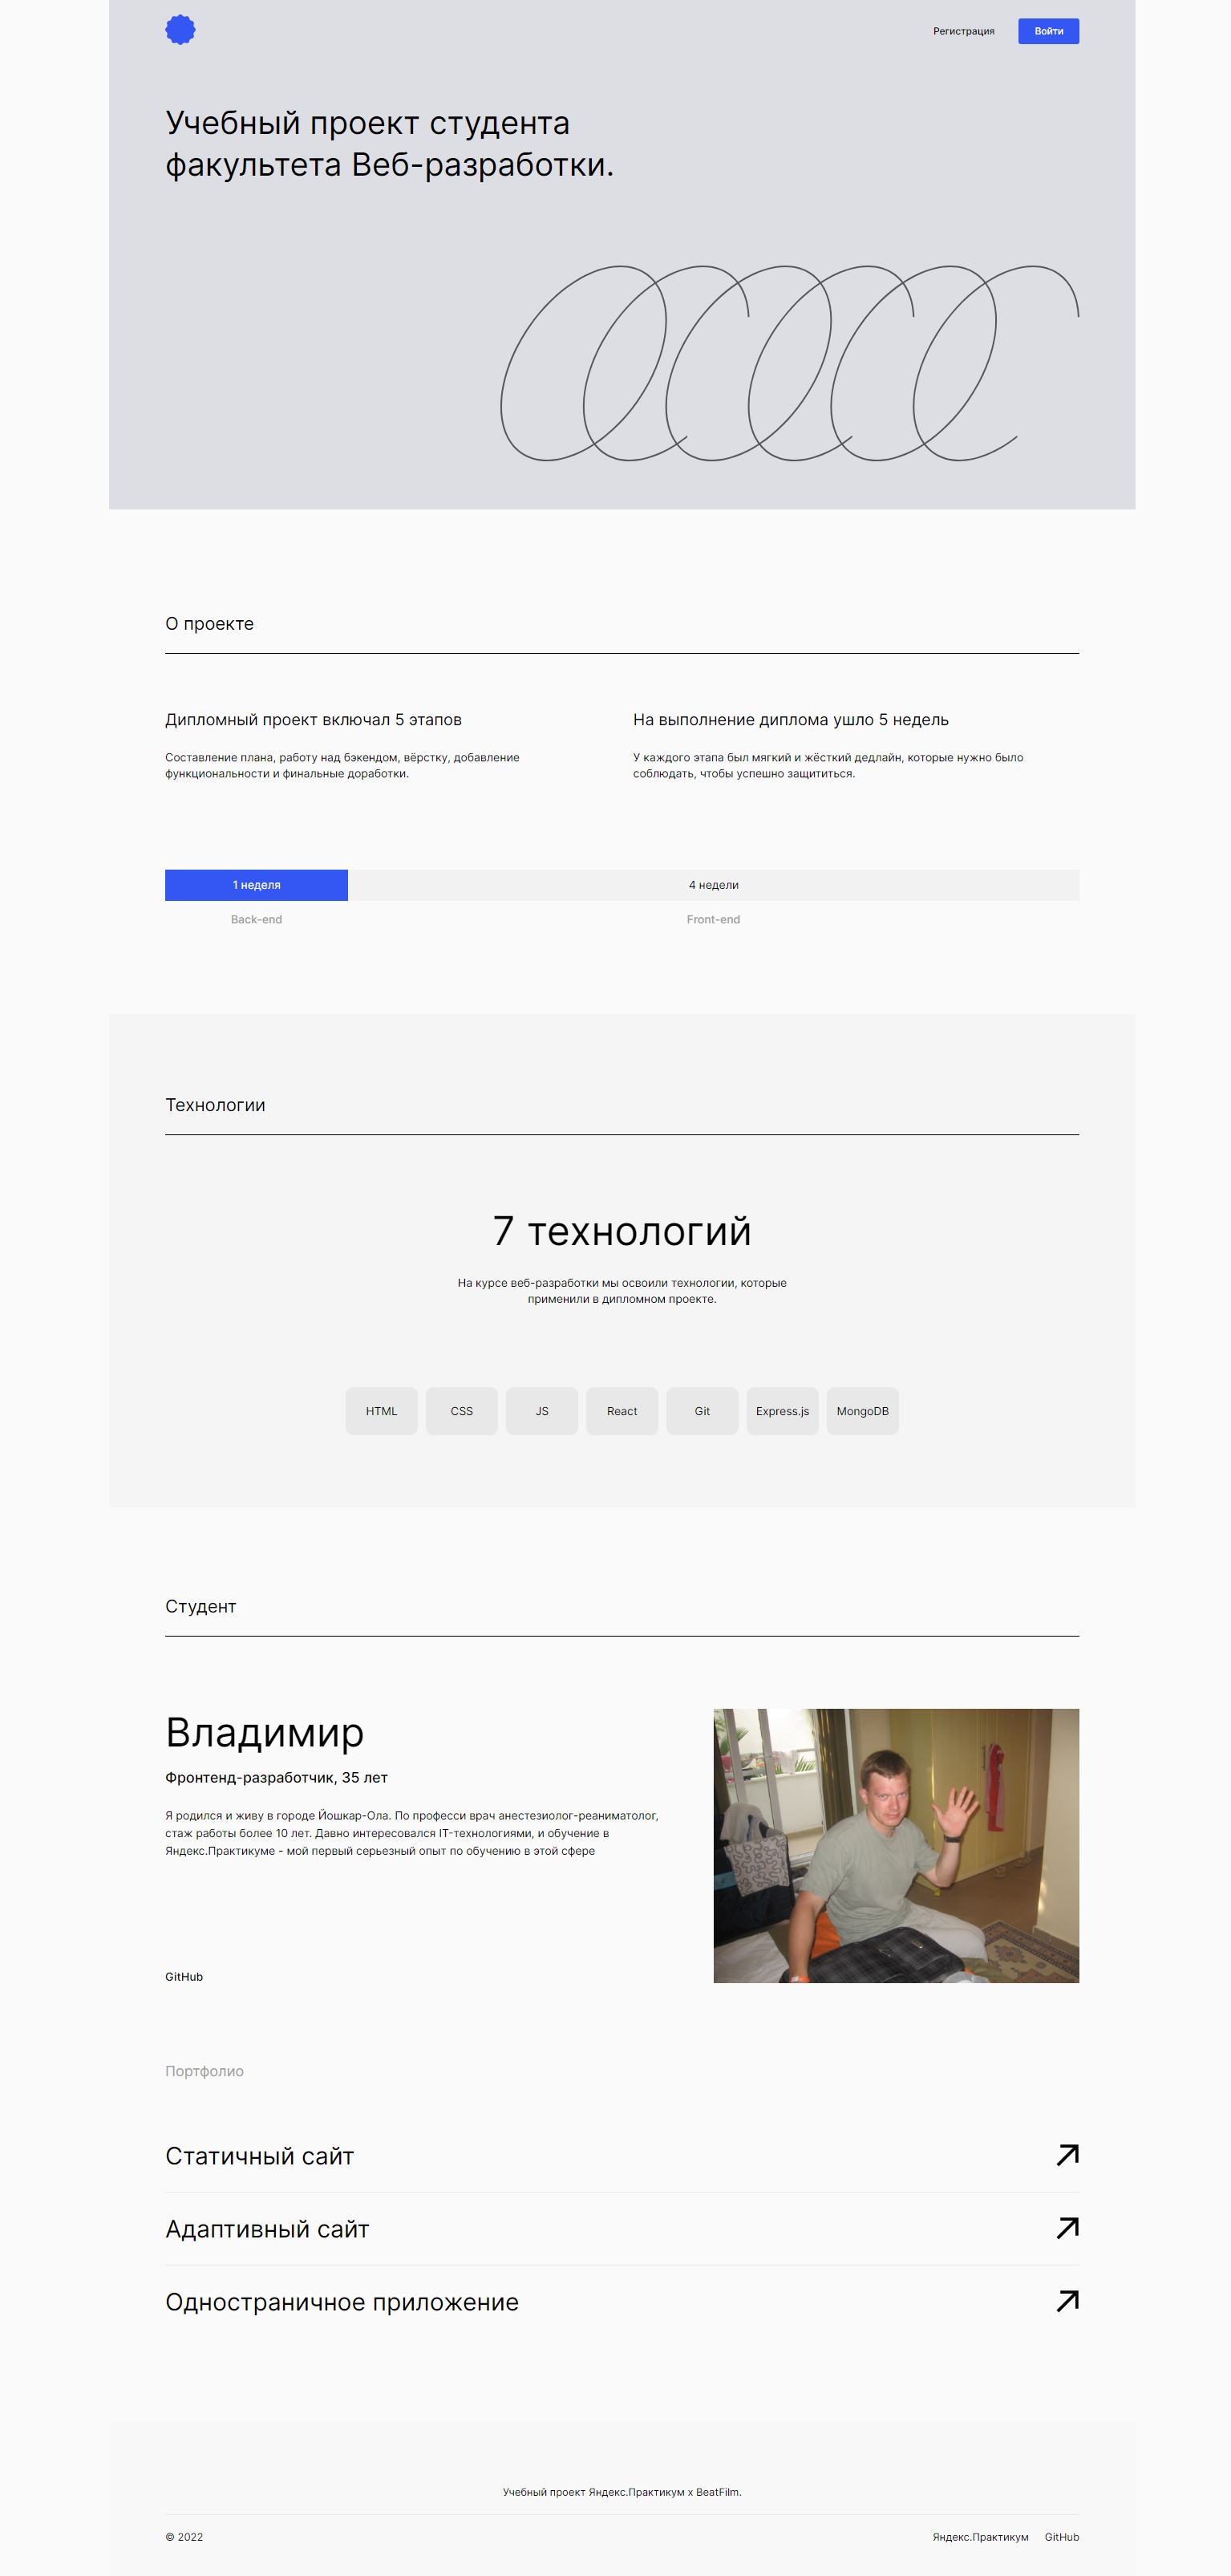 Регистрация
Войти
Учебный проект студента
факультета Веб-разработки.
О проекте
Дипломный проект включал 5 этапов
Составление плана, работу над бэкендом, вёрстку, добавление
функциональности и финальные доработки.
На выполнение диплома ушло 5 недель
У каждого этапа был мягкий и жёсткий дедлайн, которые нужно было
соблюдать, чтобы успешно защититься.
1 неделя
4 недели
Back-end
Front-end
Технологии
7 технологий
На курсе веб-разработки мы освоили технологии, которые
применили в дипломном проекте.
HTML
CSS
JS
React
Git
Express.js
MongoDB
Студент
Владимир
Фронтенд-разработчик, 35 лет
Я родился и живу в городе Йошкар-Ола. По професси врач анестезиолог-реаниматолог,
стаж работы более 10 лет. Давно интересовался IT-технологиями, и обучение в
Яндекс.Практикуме - мой первый серьезный опыт по обучению в этой сфере
GitHub
Портфолио
Статичный сайт
Адаптивный сайт
Одностраничное приложение
Учебный проект Яндекс.Практикум x BeatFilm.
© 2022
Яндекс.Практикум
GitHub